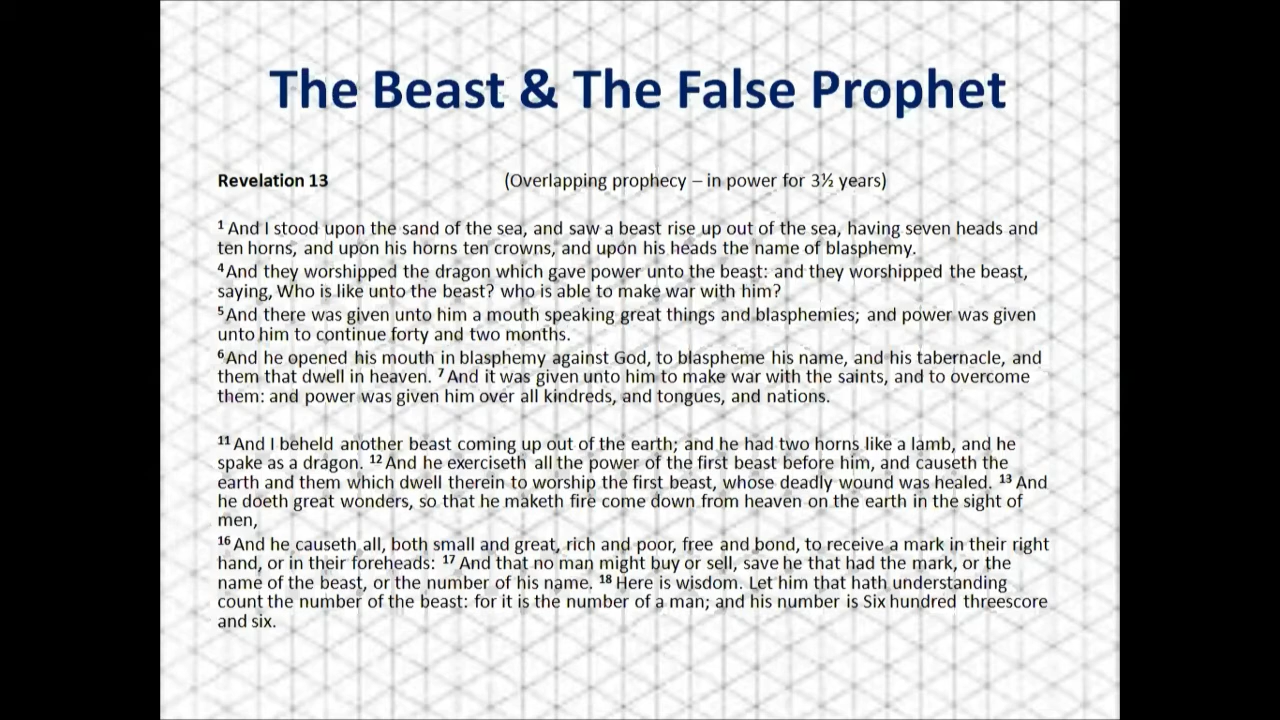 The Beast & The False Prophet
Revelation 13 (Overlapping prophecy – in power for 3½ years)
¹ And I stood upon the sand of the sea, and saw a beast rise up out of the sea, having seven heads and
ten horns, and upon his horns ten crowns, and upon his heads the name of blasphemy.
⁴ And they worshipped the dragon which gave power unto the beast: and they worshipped the beast,
saying, Who is like unto the beast? who is able to make war with him?
⁵ And there was given unto him a mouth speaking great things and blasphemies; and power was given
unto him to continue forty and two months.
⁶ And he opened his mouth in blasphemy against God, to blaspheme his name, and his tabernacle, and
them that dwell in heaven. ⁷ And it was given unto him to make war with the saints, and to overcome
them: and power was given him over all kindreds, and tongues, and nations.
¹¹ And I beheld another beast coming up out of the earth; and he had two horns like a lamb, and he
spake as a dragon. ¹² And he exerciseth all the power of the first beast before him, and causeth the
earth and them which dwell therein to worship the first beast, whose deadly wound was healed. ¹³ And
he doeth great wonders, so that he maketh fire come down from heaven on the earth in the sight of
men,
¹⁶ And he causeth all, both small and great, rich and poor, free and bond, to receive a mark in their right
hand, or in their foreheads: ¹⁷ And that no man might buy or sell, save he that had the mark, or the
name of the beast, or the number of his name. ¹⁸ Here is wisdom. Let him that hath understanding
count the number of the beast: for it is the number of a man; and his number is Six hundred threescore
and six.